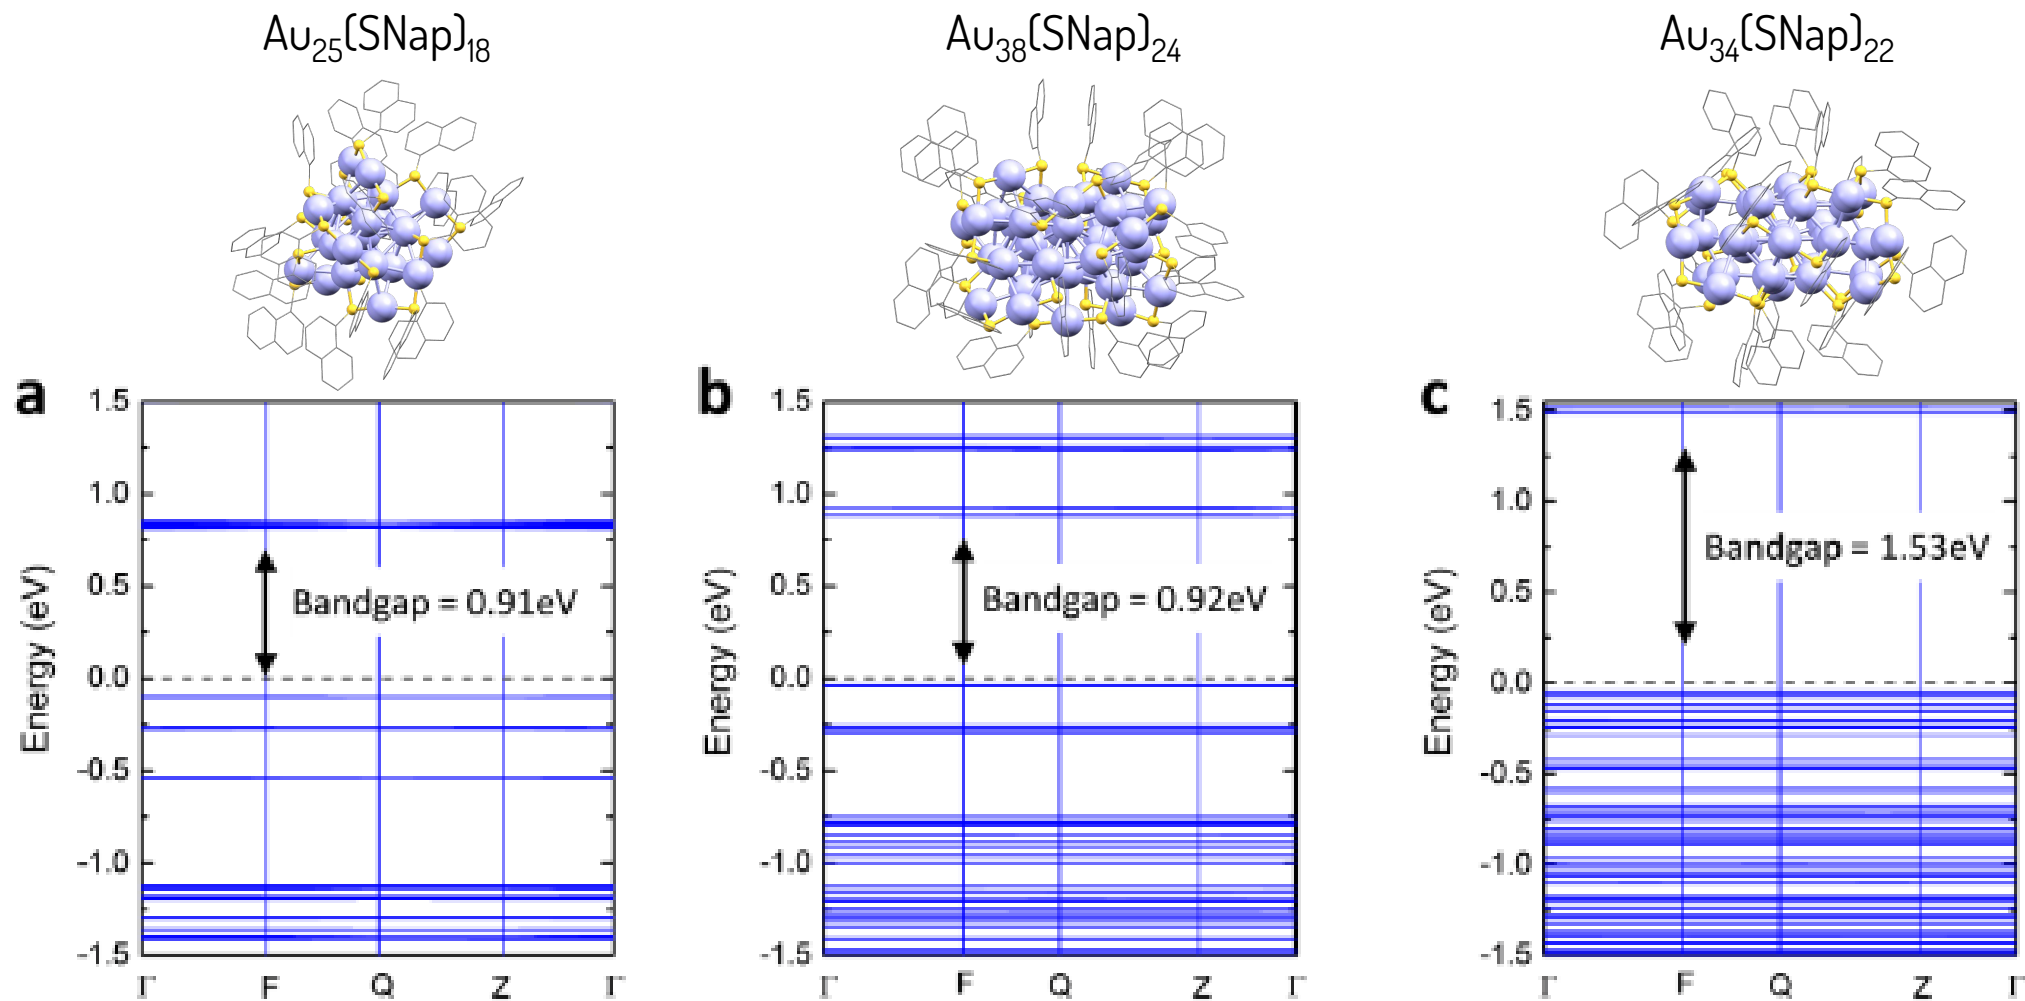 Au25(SNap)18
Au38(SNap)24
Au34(SNap)22
a
1.5
1.0
0.5
0.0
-0.5
-1.0
-1.5
Energy (eV)
Bandgap = 0.91eV
Γ F Q Z Γ
b
1.5
1.0
0.5
0.0
-0.5
-1.0
-1.5
Energy (eV)
Bandgap = 0.92eV
Γ F Q Z Γ
c
1.5
1.0
0.5
0.0
-0.5
-1.0
-1.5
Energy (eV)
Bandgap = 1.53eV
Γ F Q Z Γ